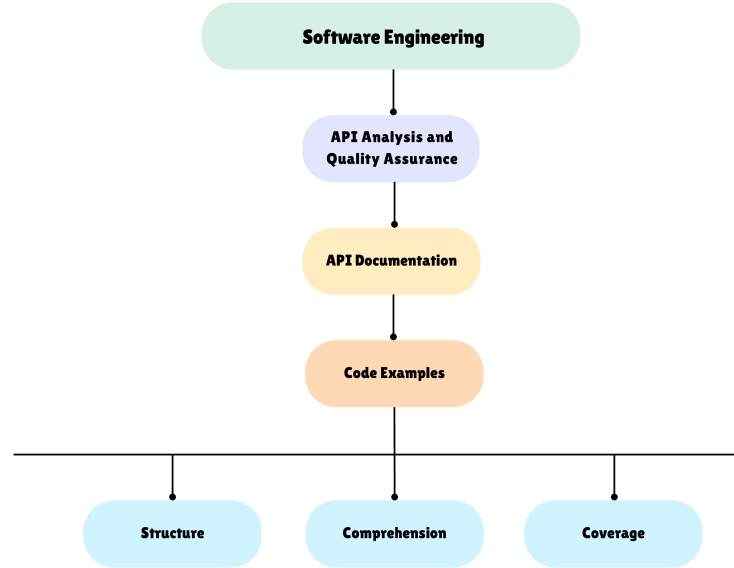 Software Engineering
API Analysis and
Quality Assurance
API Documentation
Code Examples
Structure
Comprehension
Coverage